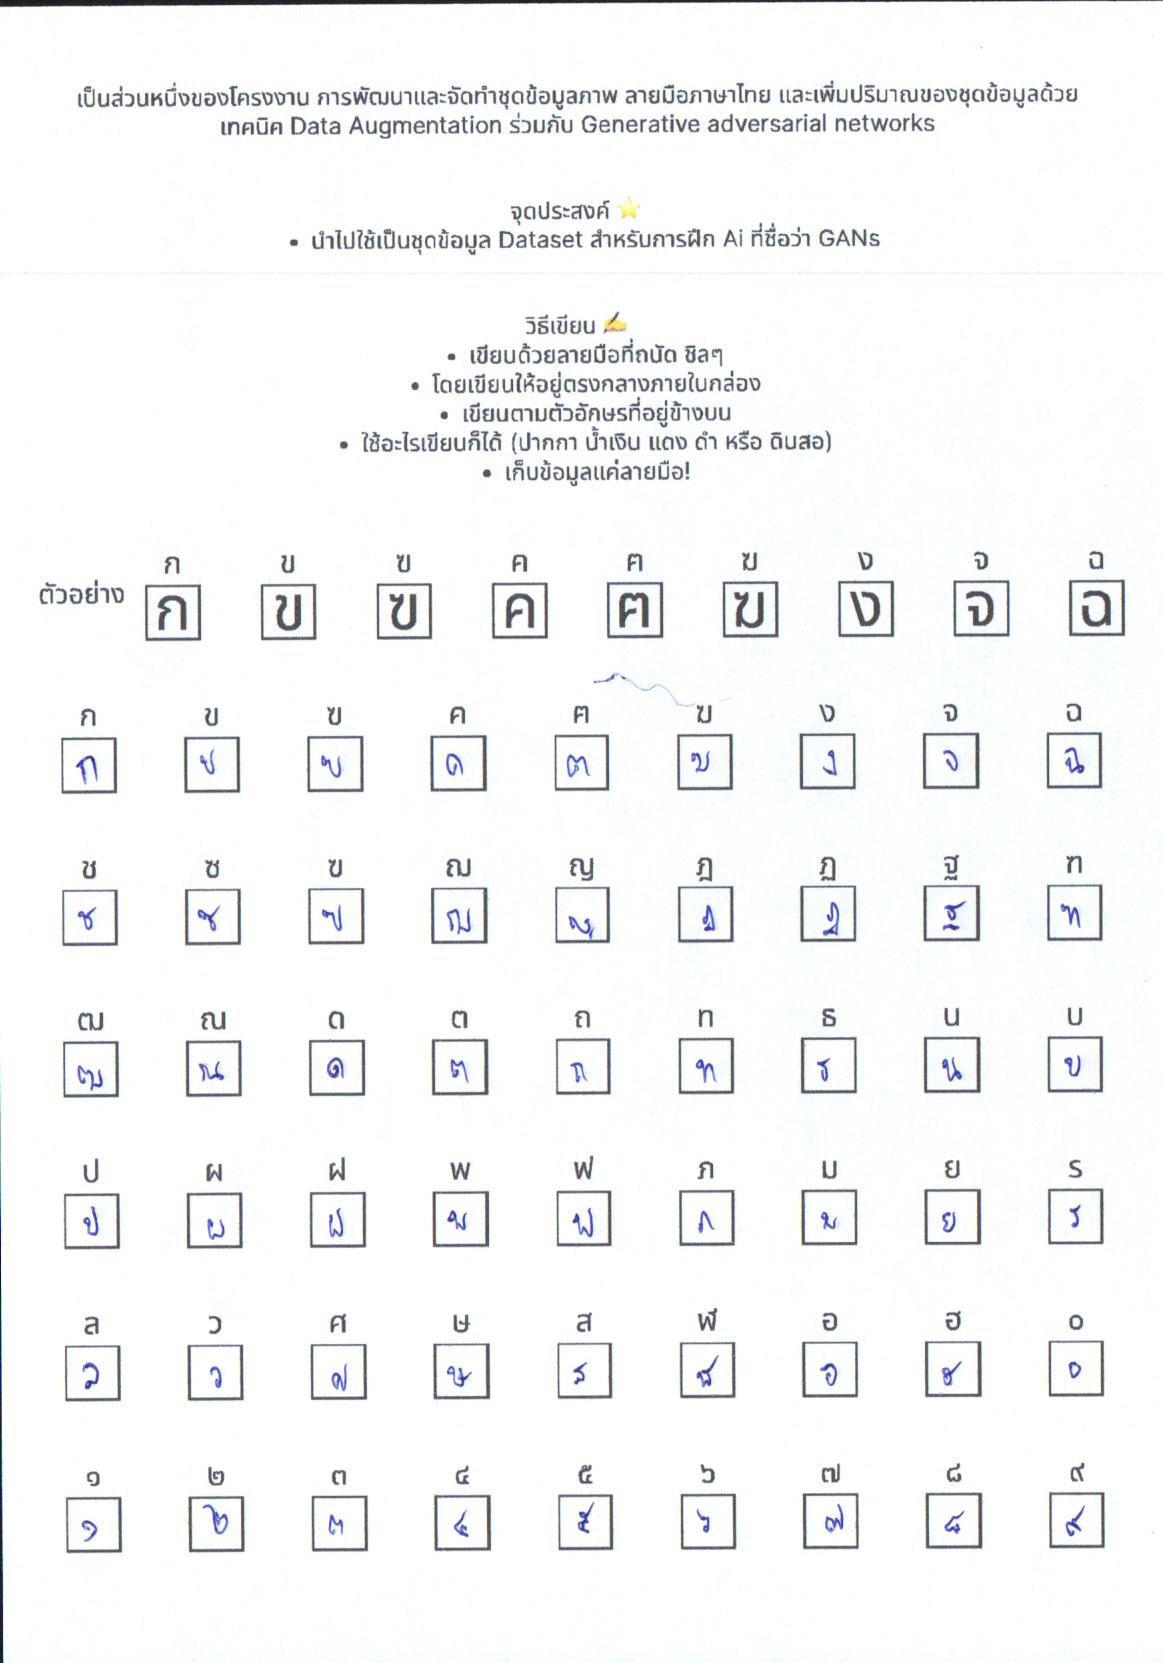 เป็นส่วนหนึ่งของโครงงาน การพัฒนาและจัดทำชุดข้อมูลภาพ ลายมือภาษาไทย และเพิ่มปริมาณของชุดข้อมูลด้วย
เทคนิค Data Augmentation ร่วมกับ Generative adversarial networks
จุดประสงค์ ⭐
• นำไปใช้เป็นชุดข้อมูล Dataset สำหรับการฝึก Ai ที่ชื่อว่า GANs
วิธีเขียน ✍️
• เขียนด้วยลายมือที่ถนัด ชิลๆ
• โดยเขียนให้อยู่ตรงกลางภายในกล่อง
• เขียนตามตัวอักษรที่อยู่ข้างบน
• ใช้อะไรเขียนก็ได้ (ปากกา น้ำเงิน แดง ดำ หรือ ดินสอ)
• เก็บข้อมูลแค่ลายมือ!
ก ข ฃ ค ฅ ฆ ง จ ฉ
ตัวอย่าง ก ข ฃ ค ฅ ฆ ง จ ฉ
ก ข ฃ ค ฅ ฆ ง จ ฉ
ก ข ฃ ค ฅ ฆ ง จ ฉ
ช ซ ฃ ฌ ญ ฎ ฏ ฐ ฑ
ช ซ ฃ ฌ ญ ฎ ฏ ฐ ฑ
ฒ ณ ด ต ถ ท ธ น บ
ฒ ณ ด ต ถ ท ธ น บ
ป ผ ฝ พ ฟ ภ ม ย ร
ป ผ ฝ พ ฟ ภ ม ย ร
ล ว ศ ษ ส ฬ อ ฮ ๐
ล ว ศ ษ ส ฬ อ ฮ ๐
๑ ๒ ๓ ๔ ๕ ๖ ๗ ๘ ๙
๑ ๒ ๓ ๔ ๕ ๖ ๗ ๘ ๙